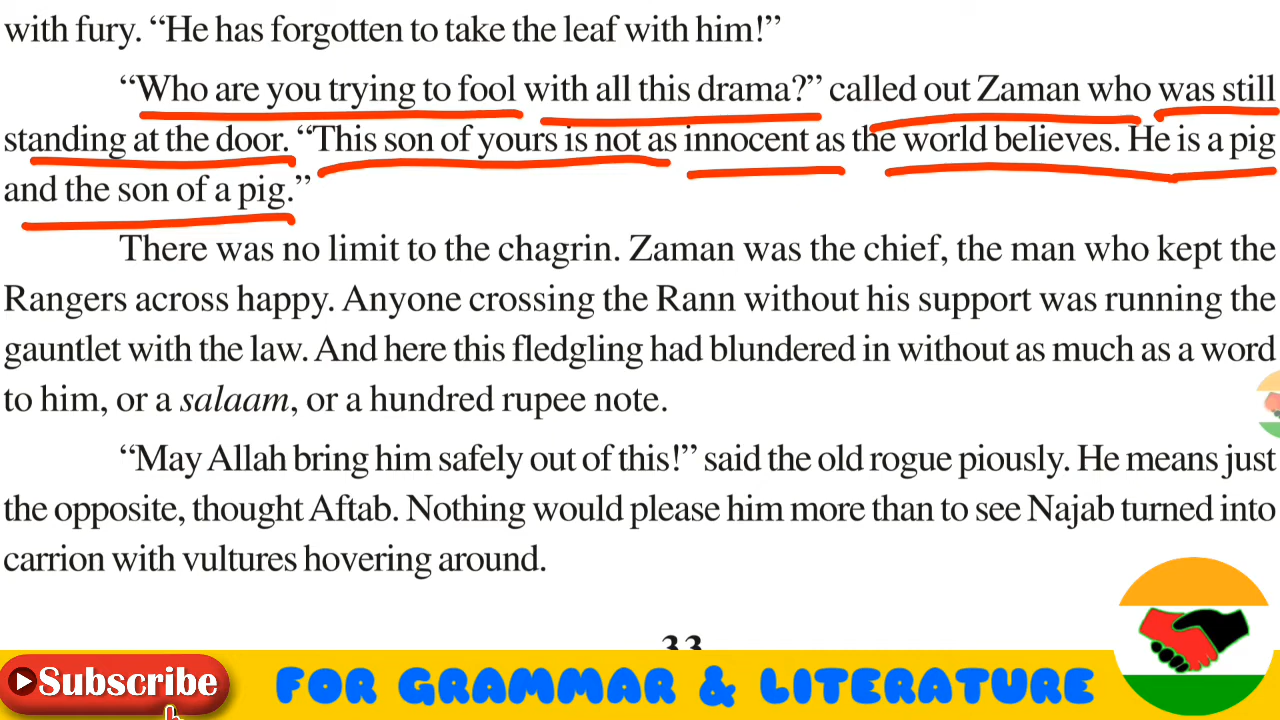 with fury. “He has forgotten to take the leaf with him!”
“Who are you trying to fool with all this drama?” called out Zaman who was still
standing at the door. “This son of yours is not as innocent as the world believes. He is a pig
and the son of a pig.”
There was no limit to the chagrin. Zaman was the chief, the man who kept the
Rangers across happy. Anyone crossing the Rann without his support was running the
gauntlet with the law. And here this fledgling had blundered in without as much as a word
to him, or a salaam, or a hundred rupee note.
“May Allah bring him safely out of this!” said the old rogue piously. He means just
the opposite, thought Aftab. Nothing would please him more than to see Najab turned into
carrion with vultures hovering around.
33
Subscribe FOR GRAMMAR & LITERATURE